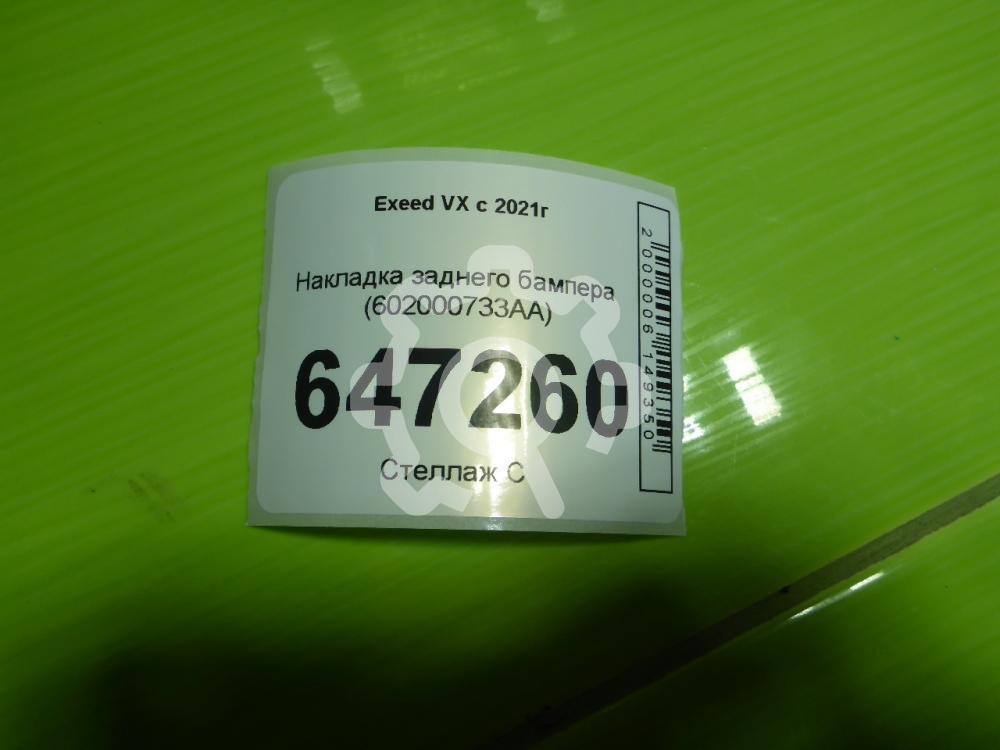 Exeed VX с 2021г
Накладка заднего бампера
(602000733AA)
647260
Стеллаж С
2000006149350